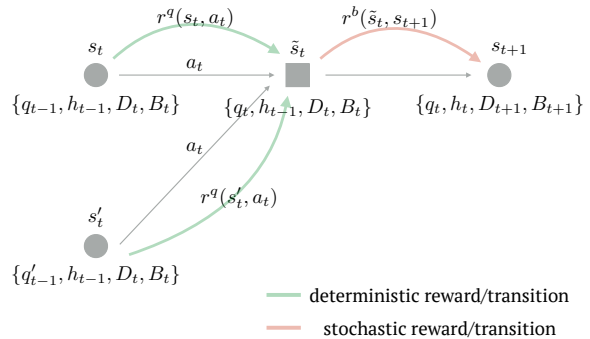 r^q(s_t, a_t)
r^b(s̃_t, s_{t+1})
s_t
s̃_t
s_{t+1}
a_t
{q_{t-1}, h_{t-1}, D_t, B_t}
{q_t, h_{t-1}, D_t, B_t}
{q_t, h_t, D_{t+1}, B_{t+1}}
a_t
r^q(s'_t, a_t)
s'_t
{q'_{t-1}, h_{t-1}, D_t, B_t}
deterministic reward/transition
stochastic reward/transition